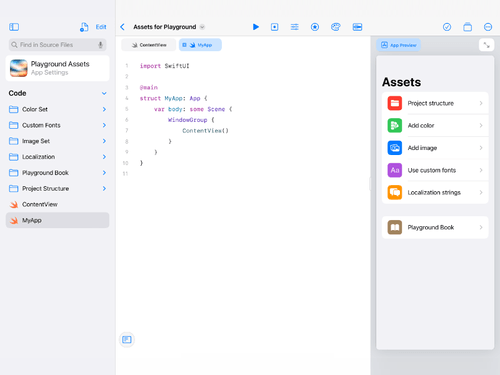 Edit
Assets for Playground
Find in Source Files
ContentView
MyApp
App Preview
Playground Assets
App Settings
Code
Color Set
Custom Fonts
Image Set
Localization
Playground Book
Project Structure
ContentView
MyApp
1 import SwiftUI
2
3 @main
4 struct MyApp: App {
5 var body: some Scene {
6 WindowGroup {
7 ContentView()
8 }
9 }
10 }
11
Assets
Project structure
Add color
Add image
Aa Use custom fonts
Localization strings
Playground Book